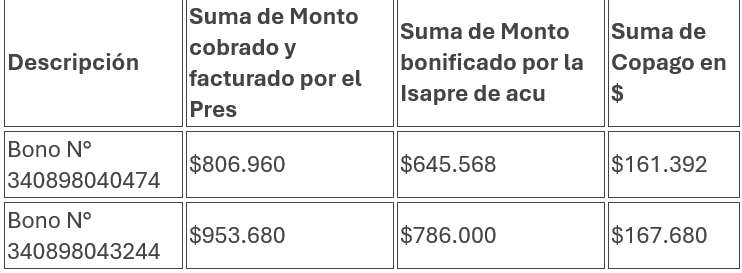 Descripción
Suma de Monto
cobrado y
facturado por el
Pres
Suma de Monto
bonificado por la
Isapre de acu
Suma de
Copago en
$
Bono N°
340898040474
$806.960
$645.568
$161.392
Bono N°
340898043244
$953.680
$786.000
$167.680